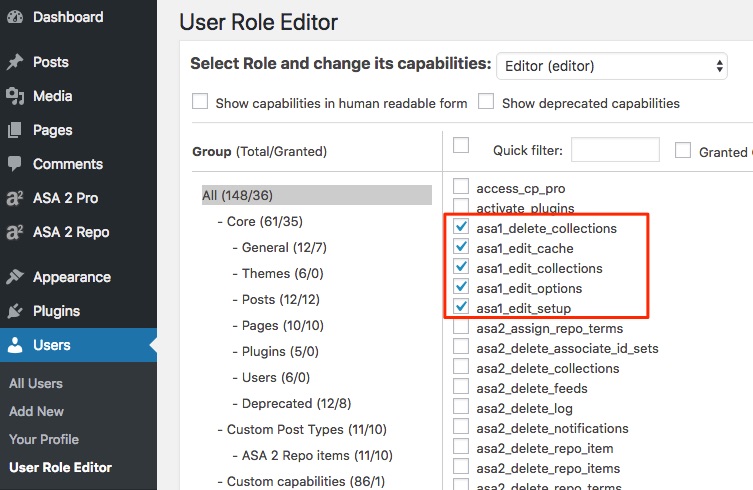 Dashboard
Posts
Media
Pages
Comments
ASA 2 Pro
ASA 2 Repo
Appearance
Plugins
Users
All Users
Add New
Your Profile
User Role Editor
User Role Editor
Select Role and change its capabilities: Editor (editor)
Show capabilities in human readable form Show deprecated capabilities
Group (Total/Granted)
All (148/36)
- Core (61/35)
- General (12/7)
- Themes (6/0)
- Posts (12/12)
- Pages (10/10)
- Plugins (5/0)
- Users (6/0)
- Deprecated (12/8)
- Custom Post Types (11/10)
- ASA 2 Repo items (11/10)
- Custom capabilities (86/1)
Quick filter: Granted
access_cp_pro
activate_plugins
asa1_delete_collections
asa1_edit_cache
asa1_edit_collections
asa1_edit_options
asa1_edit_setup
asa2_assign_repo_terms
asa2_delete_associate_id_sets
asa2_delete_collections
asa2_delete_feeds
asa2_delete_log
asa2_delete_notifications
asa2_delete_repo_item
asa2_delete_repo_items
asa2_delete_repo_terms